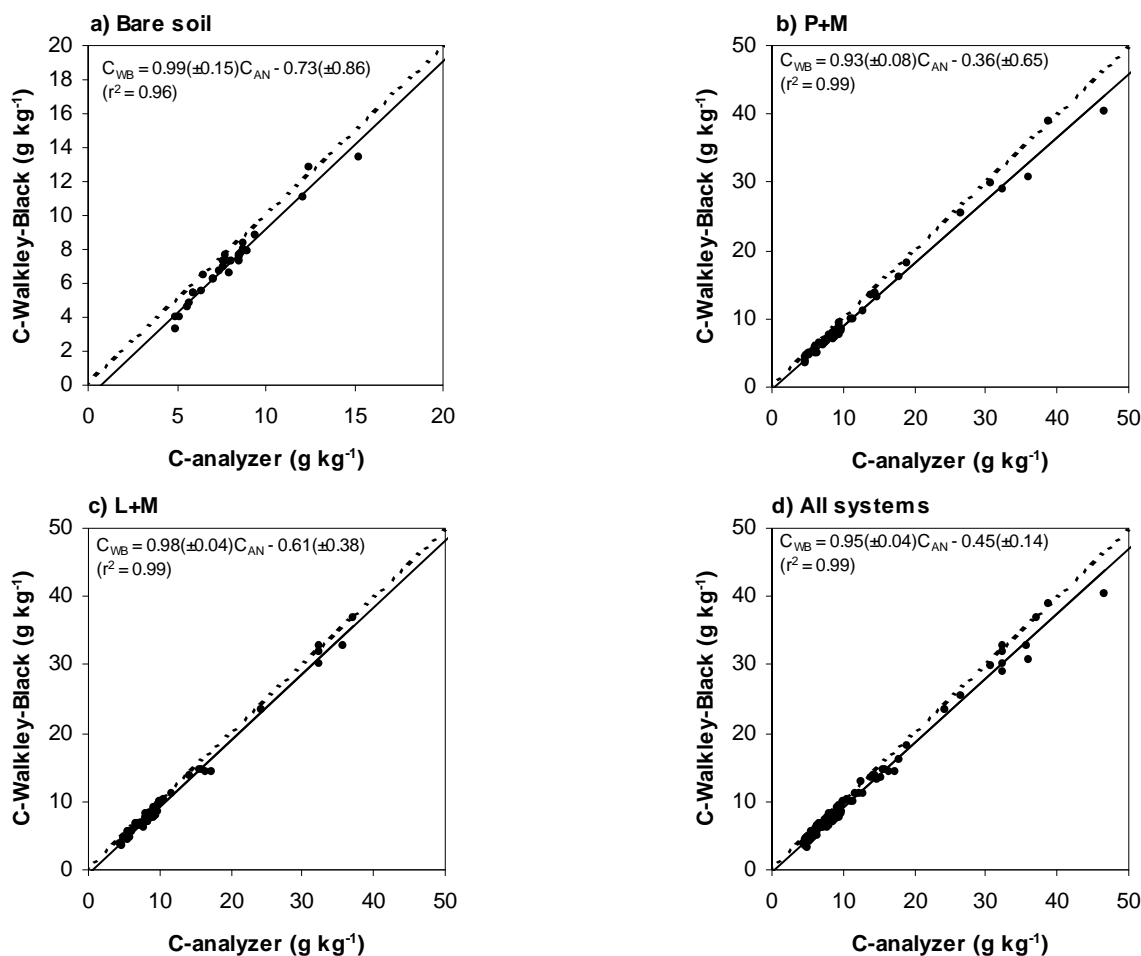 a) Bare soil
C_WB = 0.99(±0.15)C_AN - 0.73(±0.86)
(r² = 0.96)
20
18
16
14
12
10
8
6
4
2
0
0 5 10 15 20
C-Walkley-Black (g kg⁻¹)
C-analyzer (g kg⁻¹)
b) P+M
C_WB = 0.93(±0.08)C_AN - 0.36(±0.65)
(r² = 0.99)
50
40
30
20
10
0
0 10 20 30 40 50
C-Walkley-Black (g kg⁻¹)
C-analyzer (g kg⁻¹)
c) L+M
C_WB = 0.98(±0.04)C_AN - 0.61(±0.38)
(r² = 0.99)
50
40
30
20
10
0
0 10 20 30 40 50
C-Walkley-Black (g kg⁻¹)
C-analyzer (g kg⁻¹)
d) All systems
C_WB = 0.95(±0.04)C_AN - 0.45(±0.14)
(r² = 0.99)
50
40
30
20
10
0
0 10 20 30 40 50
C-Walkley-Black (g kg⁻¹)
C-analyzer (g kg⁻¹)